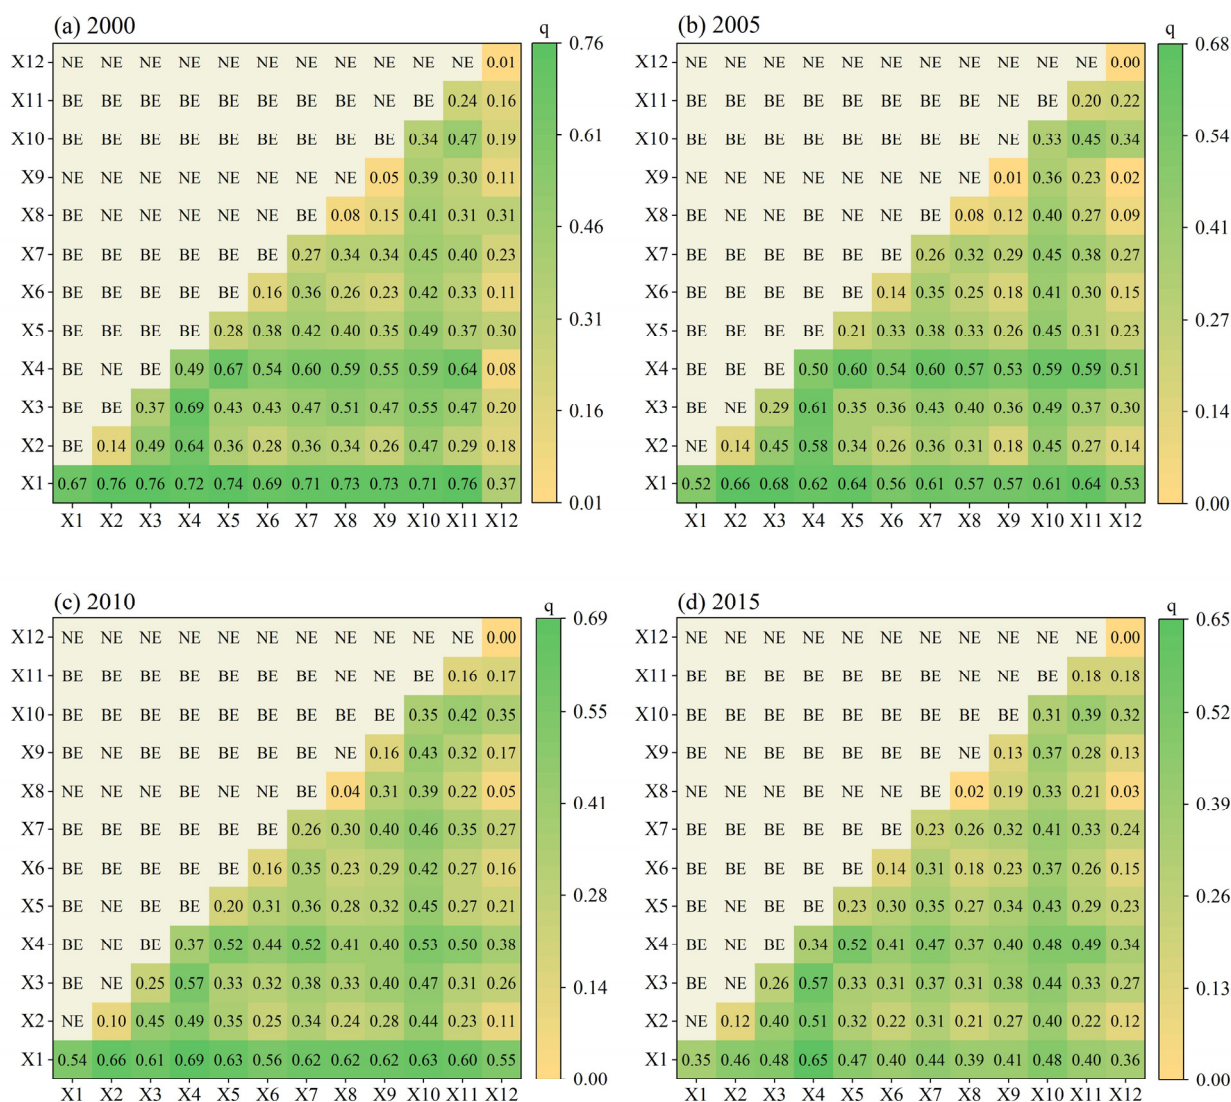 (a) 2000
q
X12 NE NE NE NE NE NE NE NE NE NE NE 0.01
X11 BE BE BE BE BE BE BE BE NE BE 0.24 0.16
X10 BE BE BE BE BE BE BE BE BE 0.34 0.47 0.19
X9 NE NE NE NE NE NE NE NE 0.05 0.39 0.30 0.11
X8 BE NE NE NE NE NE BE 0.08 0.15 0.41 0.31 0.31
X7 BE BE BE BE BE BE 0.27 0.34 0.34 0.45 0.40 0.23
X6 BE BE BE BE BE 0.16 0.36 0.26 0.23 0.42 0.33 0.11
X5 BE BE BE BE 0.28 0.38 0.42 0.40 0.35 0.49 0.37 0.30
X4 BE NE BE 0.49 0.67 0.54 0.60 0.59 0.55 0.59 0.64 0.08
X3 BE BE 0.37 0.69 0.43 0.43 0.47 0.51 0.47 0.55 0.47 0.20
X2 BE 0.14 0.49 0.64 0.36 0.28 0.36 0.34 0.26 0.47 0.29 0.18
X1 0.67 0.76 0.76 0.72 0.74 0.69 0.71 0.73 0.73 0.71 0.76 0.37
X1 X2 X3 X4 X5 X6 X7 X8 X9 X10 X11 X12
0.76
0.61
0.46
0.31
0.16
0.01
(b) 2005
q
X12 NE NE NE NE NE NE NE NE NE NE NE 0.00
X11 BE BE BE BE BE BE BE BE NE BE 0.20 0.22
X10 BE BE BE BE BE BE BE BE NE 0.33 0.45 0.34
X9 NE NE NE NE NE NE NE NE 0.01 0.36 0.23 0.02
X8 BE NE NE BE NE NE BE 0.08 0.12 0.40 0.27 0.09
X7 BE BE BE BE BE BE 0.26 0.32 0.29 0.45 0.38 0.27
X6 BE BE BE BE BE 0.14 0.35 0.25 0.18 0.41 0.30 0.15
X5 BE BE BE BE 0.21 0.33 0.38 0.33 0.26 0.45 0.31 0.23
X4 BE BE BE 0.50 0.60 0.54 0.60 0.57 0.53 0.59 0.59 0.51
X3 BE NE 0.29 0.61 0.35 0.36 0.43 0.40 0.36 0.49 0.37 0.30
X2 NE 0.14 0.45 0.58 0.34 0.26 0.36 0.31 0.18 0.45 0.27 0.14
X1 0.52 0.66 0.68 0.62 0.64 0.56 0.61 0.57 0.57 0.61 0.64 0.53
X1 X2 X3 X4 X5 X6 X7 X8 X9 X10 X11 X12
0.68
0.54
0.41
0.27
0.14
0.00
(c) 2010
q
X12 NE NE NE NE NE NE NE NE NE NE NE 0.00
X11 BE BE BE BE BE BE BE NE NE BE 0.16 0.17
X10 BE BE BE BE BE BE BE BE BE 0.35 0.42 0.35
X9 BE NE BE BE BE BE BE NE 0.16 0.43 0.32 0.17
X8 NE NE NE BE NE NE BE 0.04 0.31 0.39 0.22 0.05
X7 BE BE BE BE BE BE 0.26 0.30 0.40 0.46 0.35 0.27
X6 BE BE BE BE BE 0.16 0.35 0.23 0.29 0.42 0.27 0.16
X5 BE NE BE BE 0.20 0.31 0.36 0.28 0.32 0.45 0.27 0.21
X4 BE NE BE 0.37 0.52 0.44 0.52 0.41 0.40 0.53 0.50 0.38
X3 BE NE 0.25 0.57 0.33 0.32 0.38 0.33 0.40 0.47 0.31 0.26
X2 NE 0.10 0.45 0.49 0.35 0.25 0.34 0.24 0.28 0.44 0.23 0.11
X1 0.54 0.66 0.61 0.69 0.63 0.56 0.62 0.62 0.62 0.63 0.60 0.55
X1 X2 X3 X4 X5 X6 X7 X8 X9 X10 X11 X12
0.69
0.55
0.41
0.28
0.14
0.00
(d) 2015
q
X12 NE NE NE NE NE NE NE NE NE NE NE 0.00
X11 BE BE BE BE BE BE BE NE NE BE 0.18 0.18
X10 BE BE BE BE BE BE BE BE BE 0.31 0.39 0.32
X9 BE NE BE BE BE BE BE NE 0.13 0.37 0.28 0.13
X8 NE NE NE BE NE NE BE 0.02 0.19 0.33 0.21 0.03
X7 BE BE BE BE BE BE 0.23 0.26 0.32 0.41 0.33 0.24
X6 BE BE BE BE BE 0.14 0.31 0.18 0.23 0.37 0.26 0.15
X5 BE NE BE BE 0.23 0.30 0.35 0.27 0.34 0.43 0.29 0.23
X4 BE NE BE 0.34 0.52 0.41 0.47 0.37 0.40 0.48 0.49 0.34
X3 BE NE 0.26 0.57 0.33 0.31 0.37 0.31 0.38 0.44 0.33 0.27
X2 NE 0.12 0.40 0.51 0.32 0.22 0.31 0.21 0.27 0.40 0.22 0.12
X1 0.35 0.46 0.48 0.65 0.47 0.40 0.44 0.39 0.41 0.48 0.40 0.36
X1 X2 X3 X4 X5 X6 X7 X8 X9 X10 X11 X12
0.65
0.52
0.39
0.26
0.13
0.00